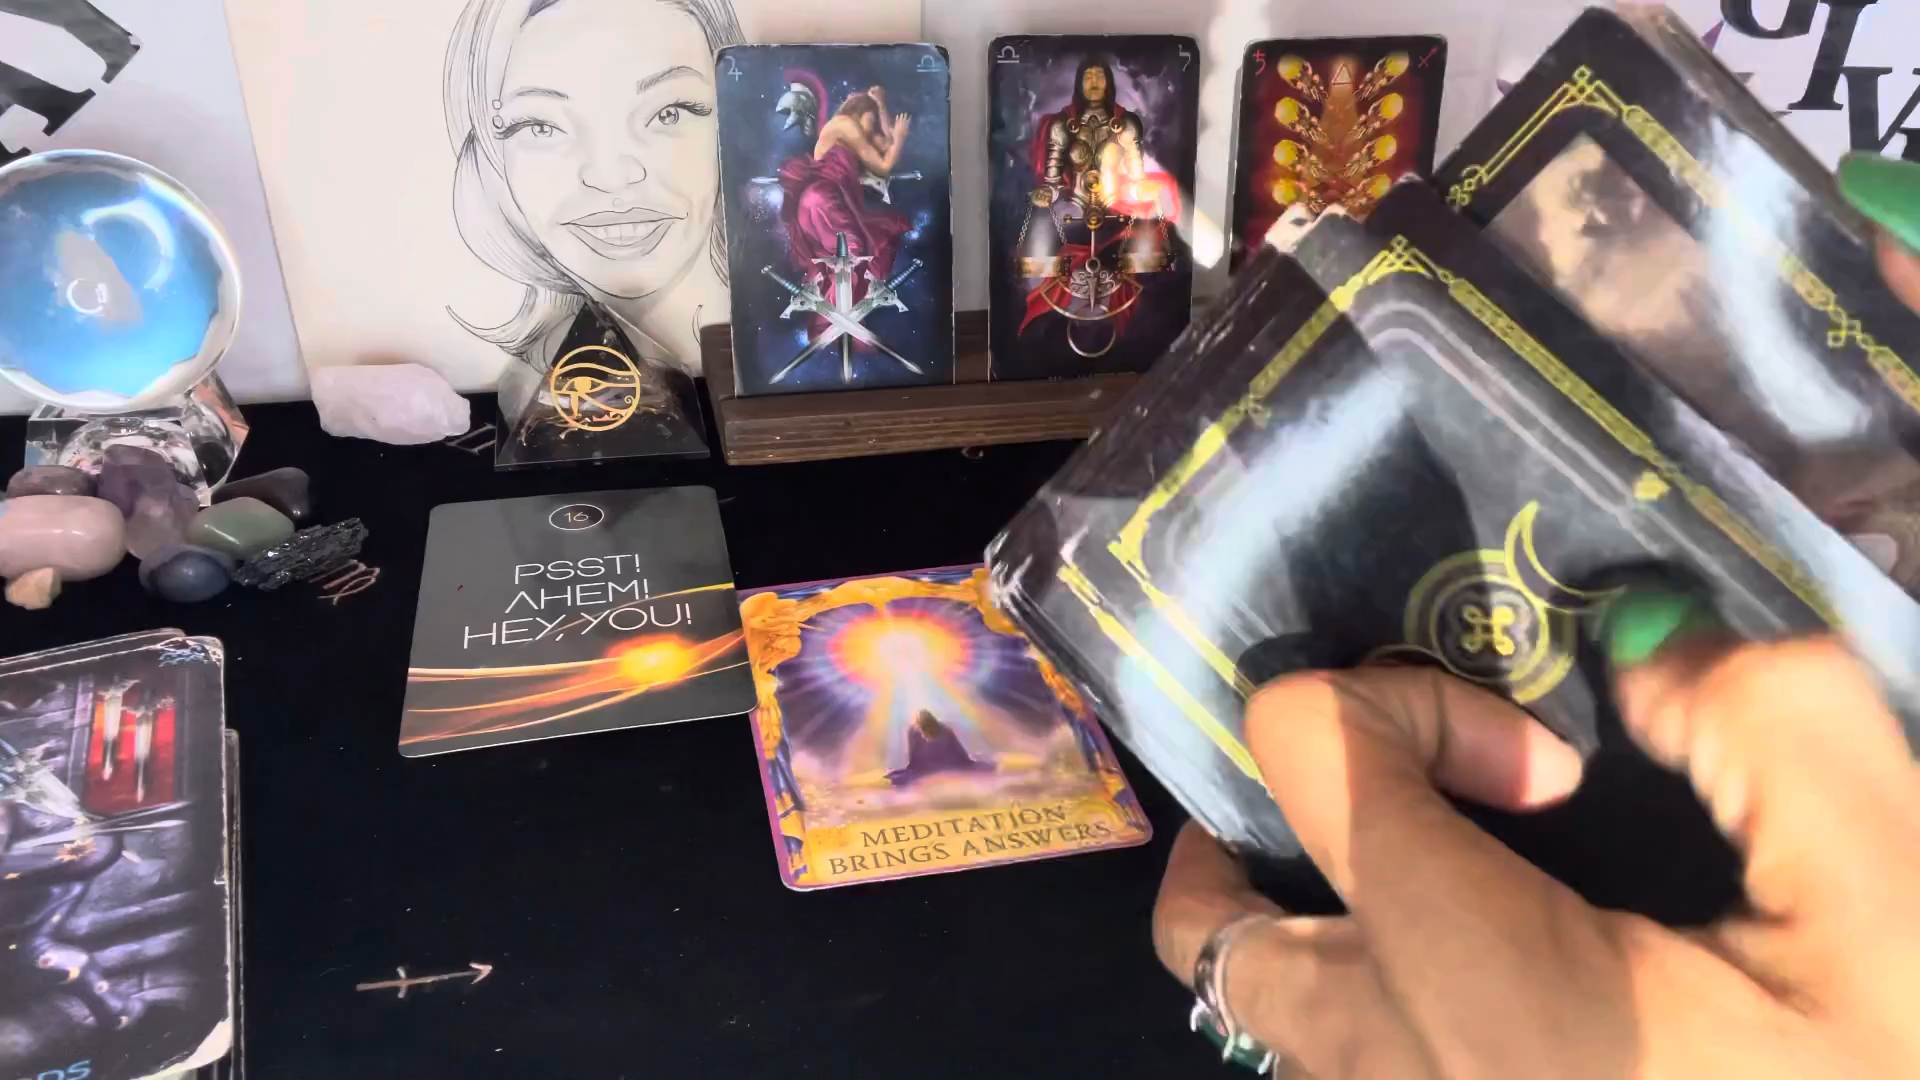 16
PSST!
AHEM!
HEY, YOU!
MEDITATION
BRINGS ANSWERS